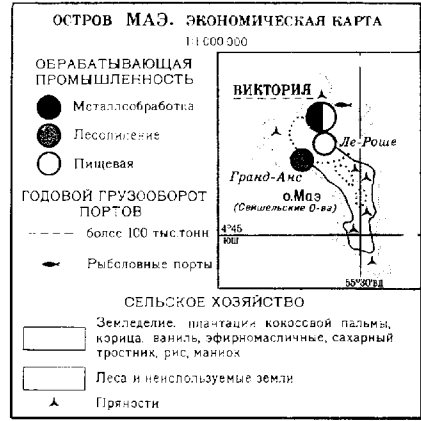 ОСТРОВ МАЭ. ЭКОНОМИЧЕСКАЯ КАРТА
1:1 000 000
ОБРАБАТЫВАЮЩАЯ
ПРОМЫШЛЕННОСТЬ
Металлообработка
Лесопиление
Пищевая
ГОДОВОЙ ГРУЗООБОРОТ
ПОРТОВ
более 100 тыс.тонн
Рыболовные порты
ВИКТОРИЯ
Ле-Роше
Гранд-Анс
о.Маэ
(Сейшельские О-ва)
4°45'
ЮШ
55°30'ВД
СЕЛЬСКОЕ ХОЗЯЙСТВО
Земледелие: плантации кокосовой пальмы,
корица, ваниль, эфирномасличные, сахарный
тростник, рис, маниок
Леса и неиспользуемые земли
Пряности